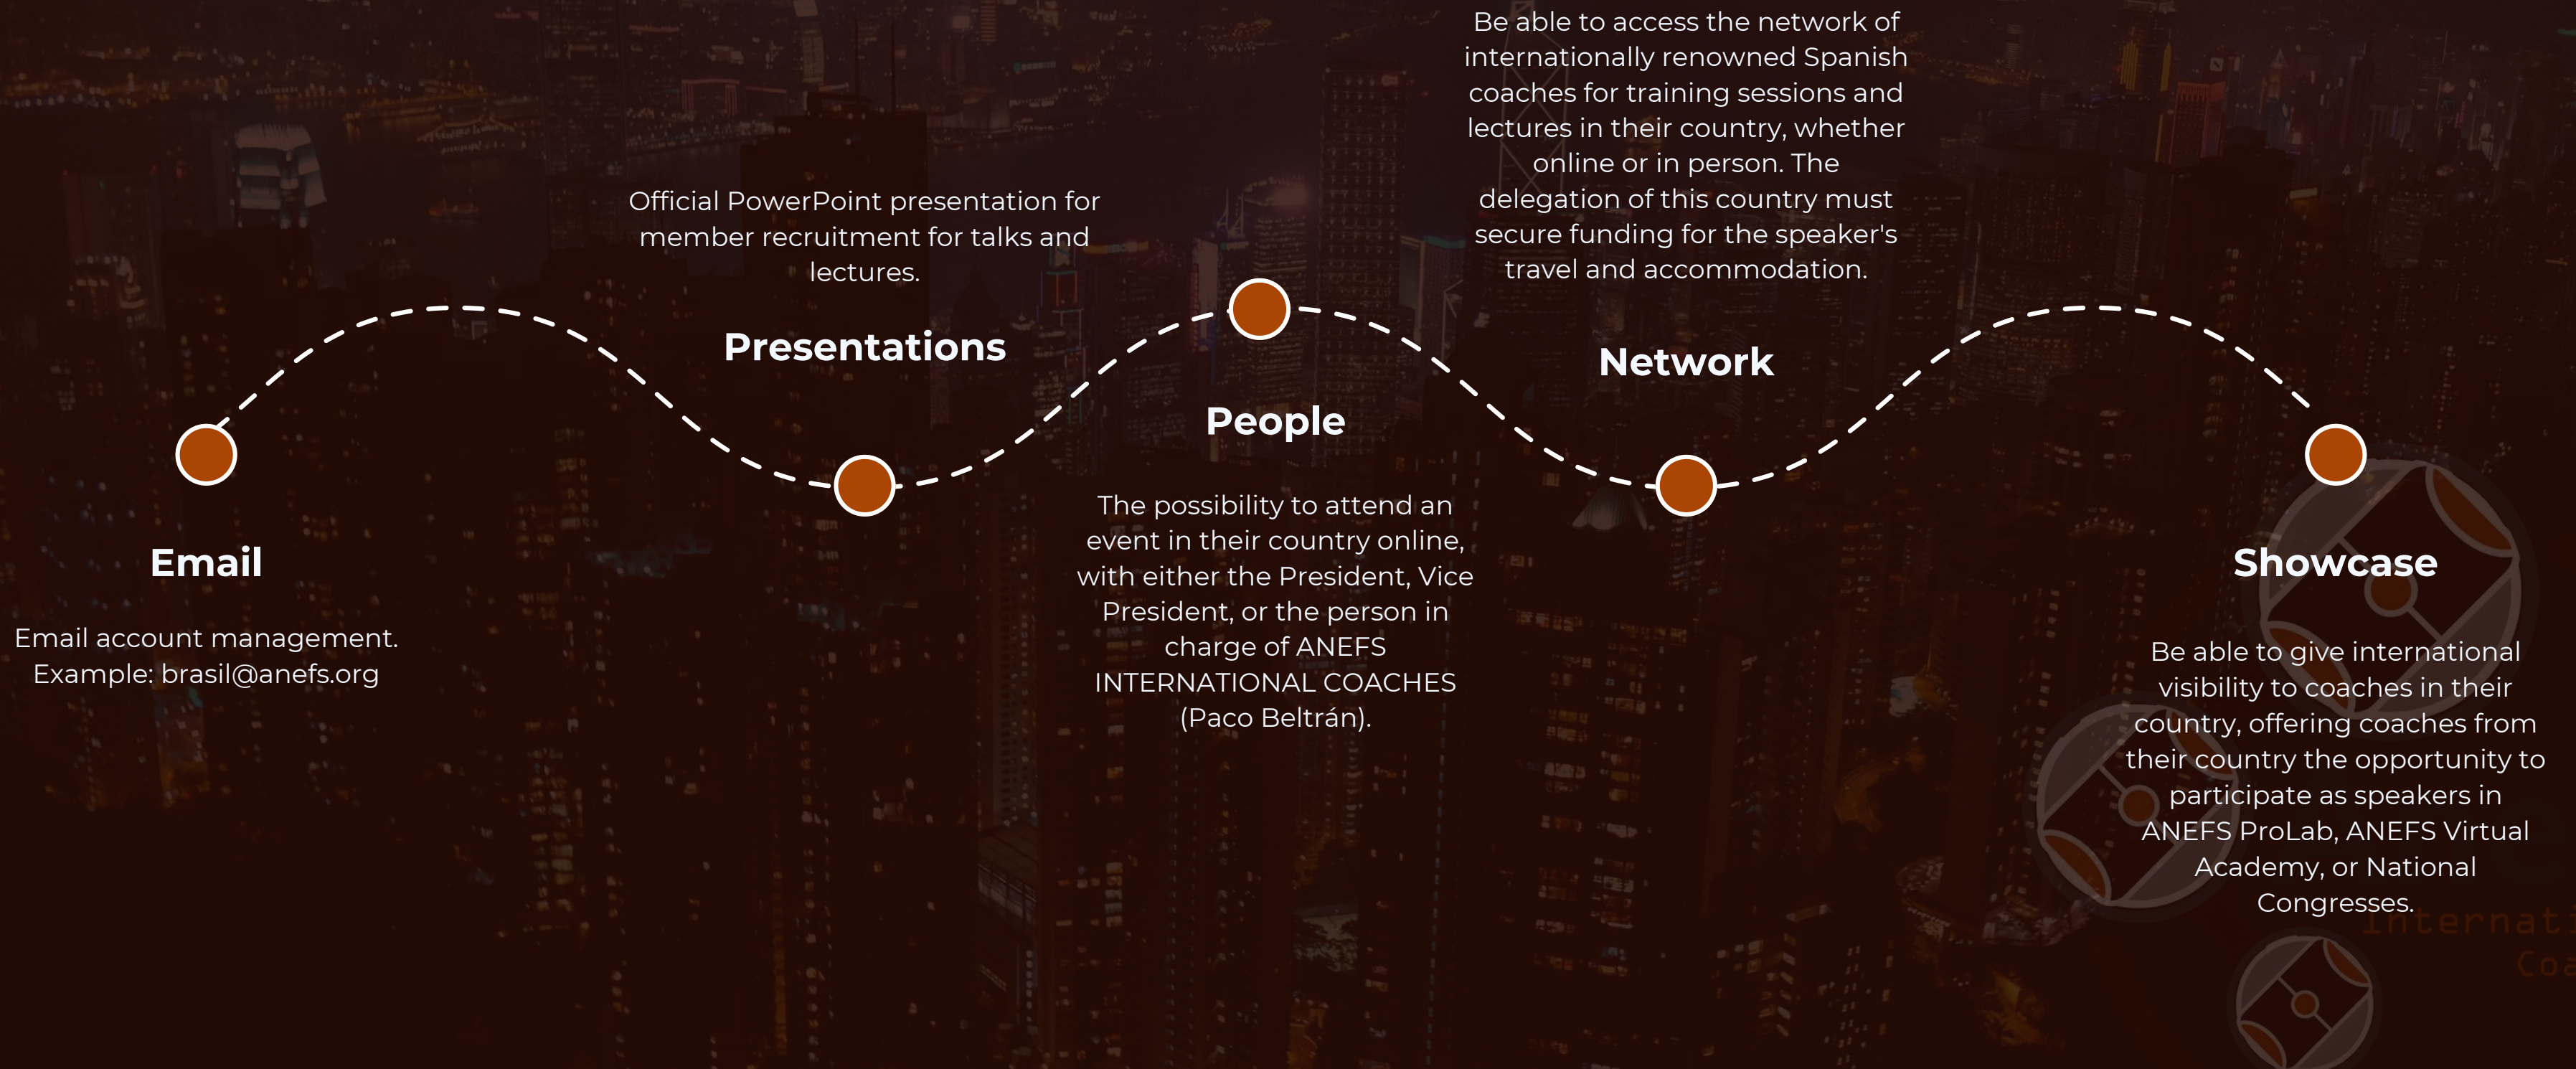 Email
Email account management.
Example: brasil@anefs.org
Official PowerPoint presentation for
member recruitment for talks and
lectures.
Presentations
People
The possibility to attend an
event in their country online,
with either the President, Vice
President, or the person in
charge of ANEFS
INTERNATIONAL COACHES
(Paco Beltrán).
Be able to access the network of
internationally renowned Spanish
coaches for training sessions and
lectures in their country, whether
online or in person. The
delegation of this country must
secure funding for the speaker's
travel and accommodation.
Network
Showcase
Be able to give international
visibility to coaches in their
country, offering coaches from
their country the opportunity to
participate as speakers in
ANEFS ProLab, ANEFS Virtual
Academy, or National
Congresses.